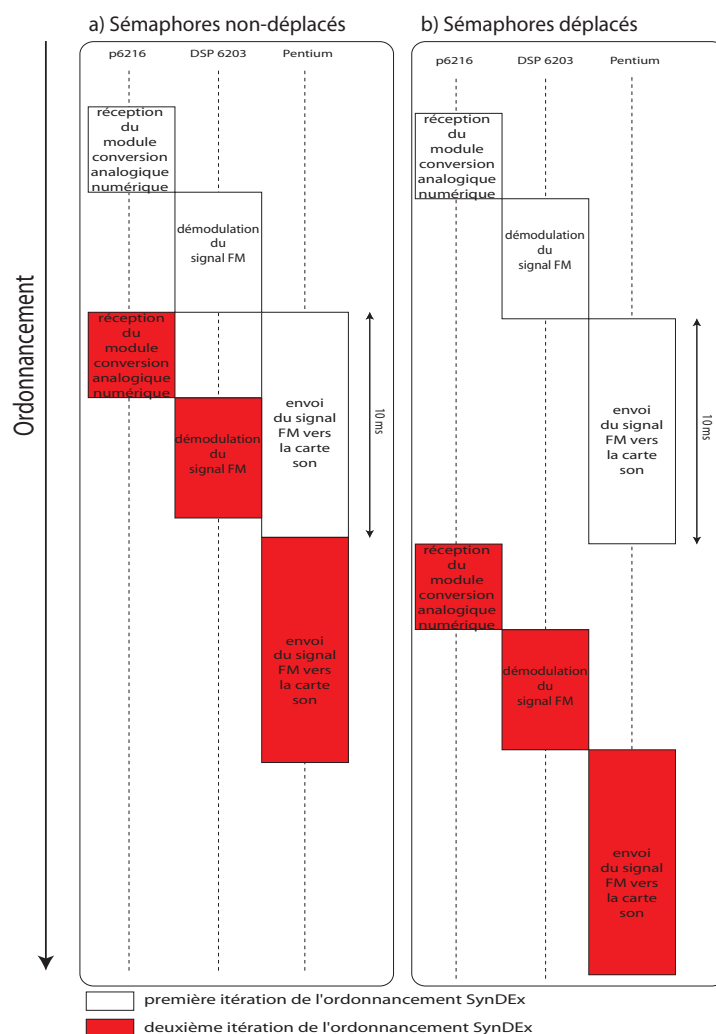 a) Sémaphores non-déplacés
p6216
DSP 6203
Pentium
réception
du
module
conversion
analogique
numérique
démodulation
du
signal FM
réception
du
module
conversion
analogique
numérique
envoi
du signal
FM vers
la carte
son
10 ms
démodulation
du
signal FM
envoi
du signal
FM vers
la carte
son
b) Sémaphores déplacés
p6216
DSP 6203
Pentium
réception
du
module
conversion
analogique
numérique
démodulation
du
signal FM
envoi
du signal
FM vers
la carte
son
10 ms
réception
du
module
conversion
analogique
numérique
démodulation
du
signal FM
envoi
du signal
FM vers
la carte
son
Ordonnancement
première itération de l'ordonnancement SynDEx
deuxième itération de l'ordonnancement SynDEx